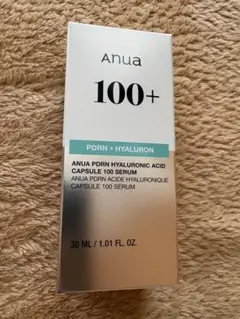 Anua
100+
PDRN + HYALURON
ANUA PDRN HYALURONIC ACID
CAPSULE 100 SERUM
ANUA PDRN ACIDE HYALURONIQUE
CAPSULE 100 SÉRUM
30 ML / 1.01 FL. OZ.